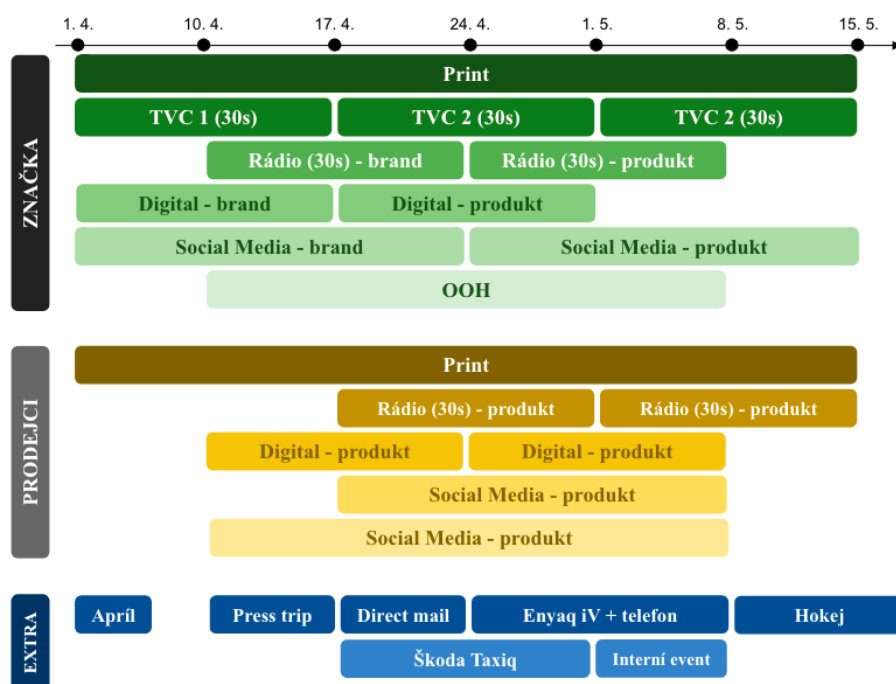 1. 4. 10. 4. 17. 4. 24. 4. 1. 5. 8. 5. 15. 5.
ZNAČKA
Print
TVC 1 (30s) TVC 2 (30s) TVC 2 (30s)
Rádio (30s) - brand Rádio (30s) - produkt
Digital - brand Digital - produkt
Social Media - brand Social Media - produkt
OOH
PRODEJCI
Print
Rádio (30s) - produkt Rádio (30s) - produkt
Digital - produkt Digital - produkt
Social Media - produkt
Social Media - produkt
EXTRA
Apríl Press trip Direct mail Enyaq iV + telefon Hokej
Škoda Taxiq Interní event